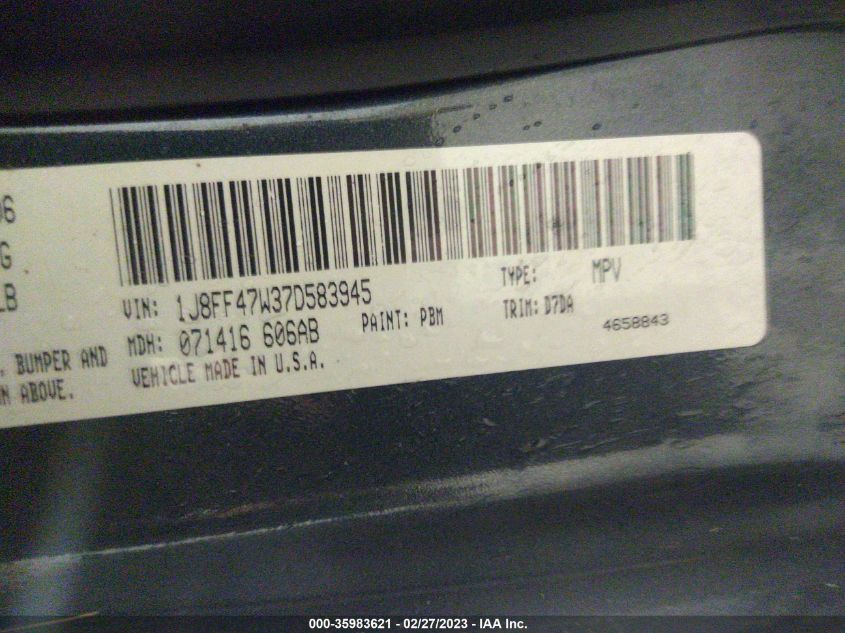 06
G
LB
VIN: 1J8FF47W37D583945
TYPE: MPV
MDH: 071416 606AB
PAINT: PBM
TRIM: D7DA
4658843
. BUMPER AND
VEHICLE MADE IN U.S.A.
N ABOVE.
000-35983621 - 02/27/2023 - IAA Inc.